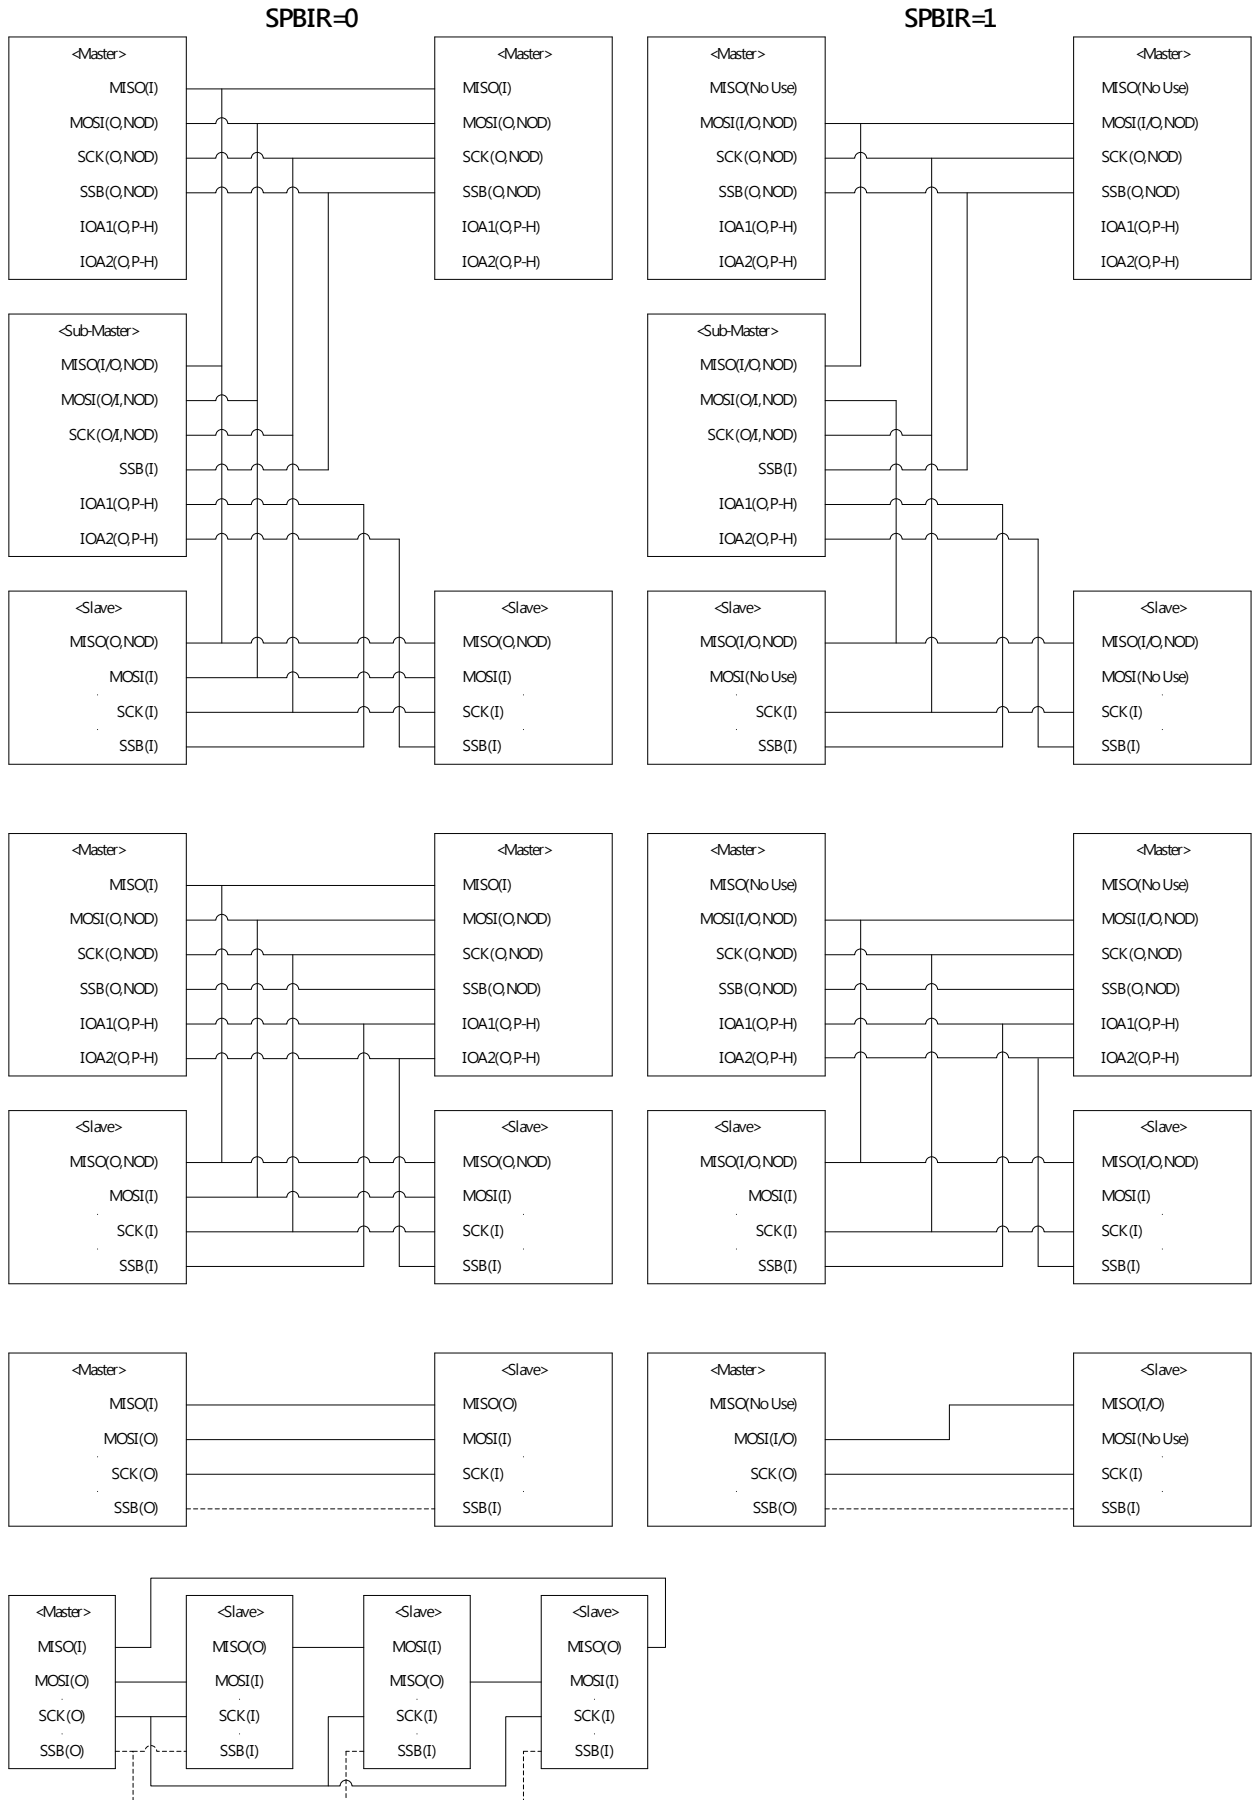 SPBIR=0
SPBIR=1
<Master>
MISO(I)
MOSI(O,NOD)
SCK(O,NOD)
SSB(O,NOD)
IOA1(O,P-H)
IOA2(O,P-H)
<Master>
MISO(I)
MOSI(O,NOD)
SCK(O,NOD)
SSB(O,NOD)
IOA1(O,P-H)
IOA2(O,P-H)
<Master>
MISO(No Use)
MOSI(I/O,NOD)
SCK(O,NOD)
SSB(O,NOD)
IOA1(O,P-H)
IOA2(O,P-H)
<Master>
MISO(No Use)
MOSI(I/O,NOD)
SCK(O,NOD)
SSB(O,NOD)
IOA1(O,P-H)
IOA2(O,P-H)
<Sub-Master>
MISO(I/O,NOD)
MOSI(O/I,NOD)
SCK(O/I,NOD)
SSB(I)
IOA1(O,P-H)
IOA2(O,P-H)
<Sub-Master>
MISO(I/O,NOD)
MOSI(O/I,NOD)
SCK(O/I,NOD)
SSB(I)
IOA1(O,P-H)
IOA2(O,P-H)
<Slave>
MISO(O,NOD)
MOSI(I)
SCK(I)
SSB(I)
<Slave>
MISO(O,NOD)
MOSI(I)
SCK(I)
SSB(I)
<Slave>
MISO(I/O,NOD)
MOSI(No Use)
SCK(I)
SSB(I)
<Slave>
MISO(I/O,NOD)
MOSI(No Use)
SCK(I)
SSB(I)
<Master>
MISO(I)
MOSI(O,NOD)
SCK(O,NOD)
SSB(O,NOD)
IOA1(O,P-H)
IOA2(O,P-H)
<Master>
MISO(I)
MOSI(O,NOD)
SCK(O,NOD)
SSB(O,NOD)
IOA1(O,P-H)
IOA2(O,P-H)
<Master>
MISO(No Use)
MOSI(I/O,NOD)
SCK(O,NOD)
SSB(O,NOD)
IOA1(O,P-H)
IOA2(O,P-H)
<Master>
MISO(No Use)
MOSI(I/O,NOD)
SCK(O,NOD)
SSB(O,NOD)
IOA1(O,P-H)
IOA2(O,P-H)
<Slave>
MISO(O,NOD)
MOSI(I)
SCK(I)
SSB(I)
<Slave>
MISO(O,NOD)
MOSI(I)
SCK(I)
SSB(I)
<Slave>
MISO(I/O,NOD)
MOSI(I)
SCK(I)
SSB(I)
<Slave>
MISO(I/O,NOD)
MOSI(I)
SCK(I)
SSB(I)
<Master>
MISO(I)
MOSI(O)
SCK(O)
SSB(O)
<Slave>
MISO(O)
MOSI(I)
SCK(I)
SSB(I)
<Master>
MISO(No Use)
MOSI(I/O)
SCK(O)
SSB(O)
<Slave>
MISO(I/O)
MOSI(No Use)
SCK(I)
SSB(I)
<Master>
MISO(I)
MOSI(O)
SCK(O)
SSB(O)
<Slave>
MISO(O)
MOSI(I)
SCK(I)
SSB(I)
<Slave>
MOSI(I)
MISO(O)
SCK(I)
SSB(I)
<Slave>
MISO(O)
MOSI(I)
SCK(I)
SSB(I)